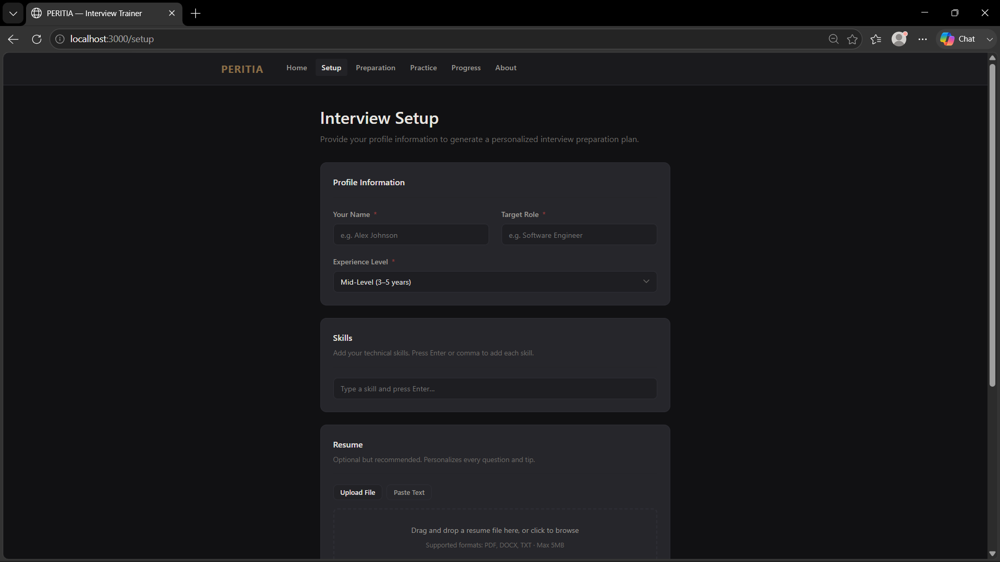 PERITIA — Interview Trainer
localhost:3000/setup
Chat
PERITIA Home Setup Preparation Practice Progress About
Interview Setup
Provide your profile information to generate a personalized interview preparation plan.
Profile Information
Your Name * Target Role *
e.g. Alex Johnson e.g. Software Engineer
Experience Level *
Mid-Level (3–5 years)
Skills
Add your technical skills. Press Enter or comma to add each skill.
Type a skill and press Enter...
Resume
Optional but recommended. Personalizes every question and tip.
Upload File Paste Text
Drag and drop a resume file here, or click to browse
Supported formats: PDF, DOCX, TXT · Max 5MB